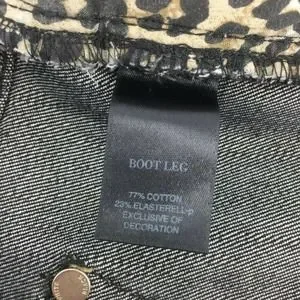 BOOT LEG
77% COTTON
23% ELASTERELL-p
EXCLUSIVE OF
DECORATION